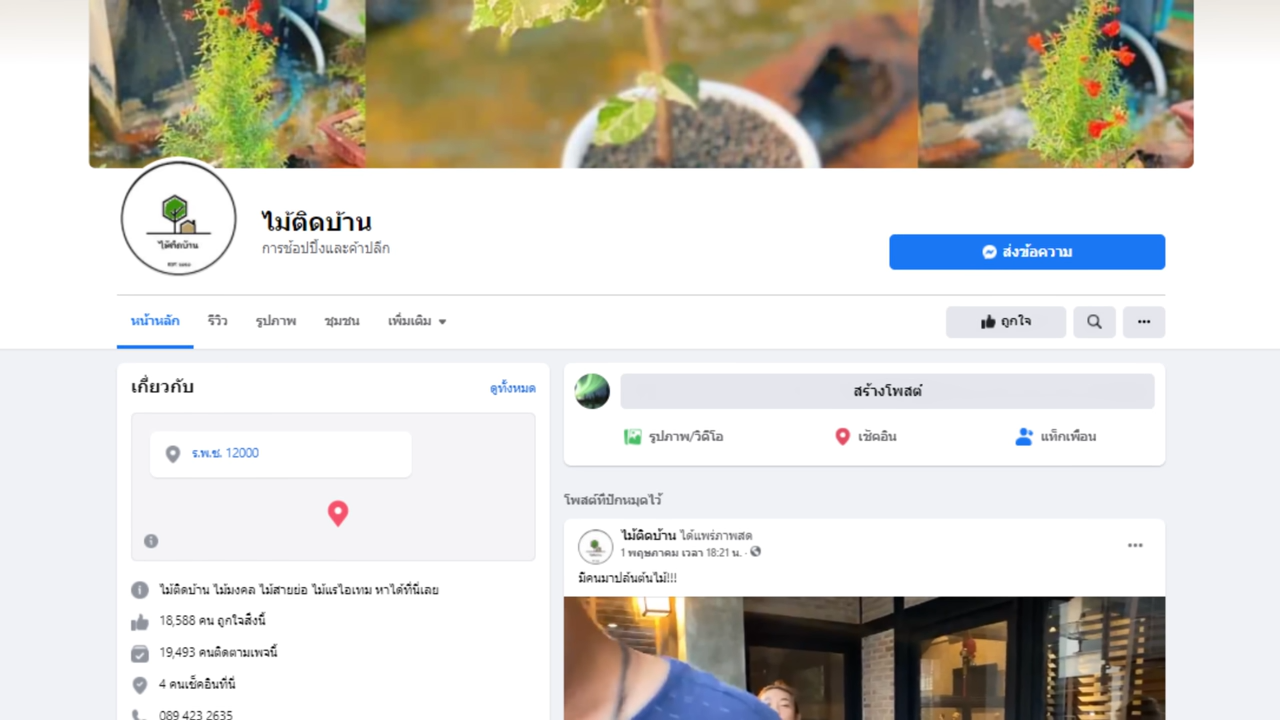 ไม้ติดบ้าน
ไม้ติดบ้าน
การช้อปปิ้งและค้าปลีก
ส่งข้อความ
หน้าหลัก รีวิว รูปภาพ ชุมชน เพิ่มเติม
ถูกใจ
เกี่ยวกับ
ดูทั้งหมด
ร.พ.ช. 12000
ไม้ติดบ้าน ไม้มงคล ไม้สายย่อ ไม้แรไอเทม หาได้ที่นี่เลย
18,588 คน ถูกใจสิ่งนี้
19,493 คนติดตามเพจนี้
4 คนเช็คอินที่นี่
089 423 2635
สร้างโพสต์
รูปภาพ/วิดีโอ เช็คอิน แท็กเพื่อน
โพสต์ที่ปักหมุดไว้
ไม้ติดบ้าน ได้แพร่ภาพสด
1 พฤษภาคม เวลา 18:21 น. ·
มีคนมาปล้นต้นไม้!!!